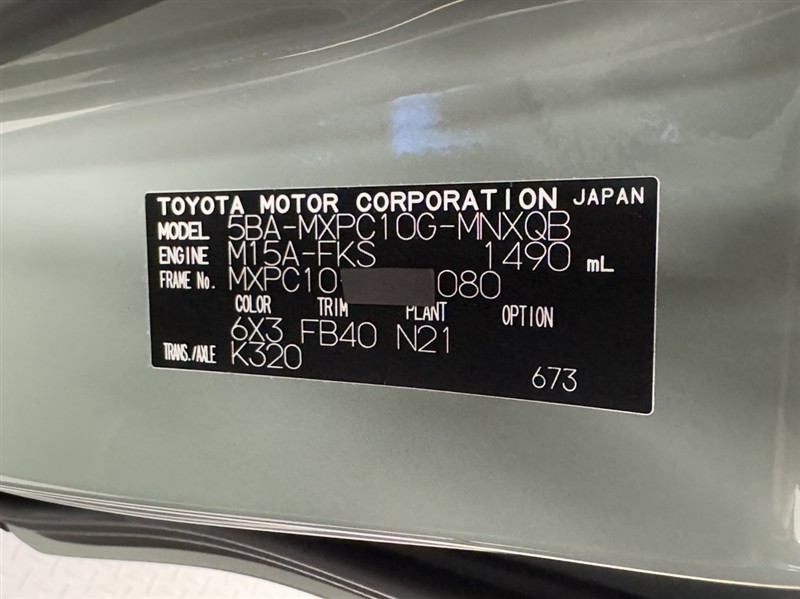 TOYOTA MOTOR CORPORATION JAPAN
MODEL 5BA-MXPC10G-MNXQB
ENGINE M15A-FKS 1490 mL
FRAME No. MXPC10 080
COLOR TRIM PLANT OPTION
6X3 FB40 N21
TRANS./AXLE K320
673